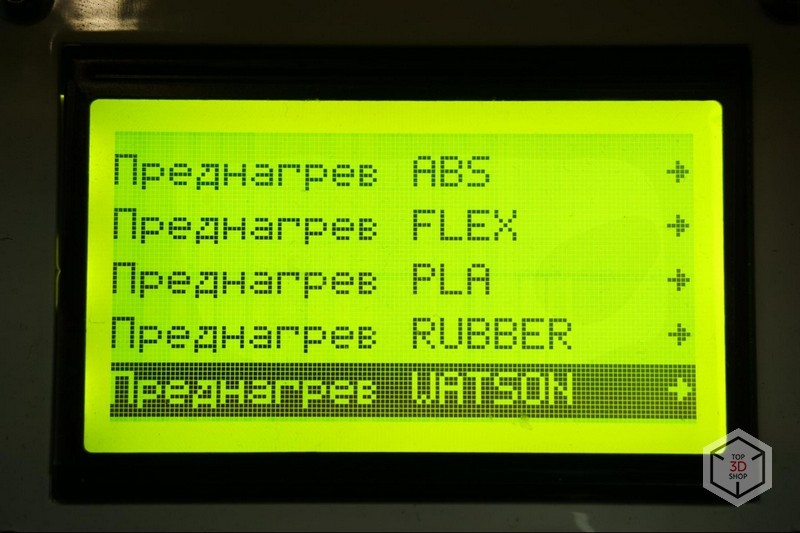 Преднагрев ABS
Преднагрев FLEX
Преднагрев PLA
Преднагрев RUBBER
Преднагрев WATSON
TOP
3D
SHOP